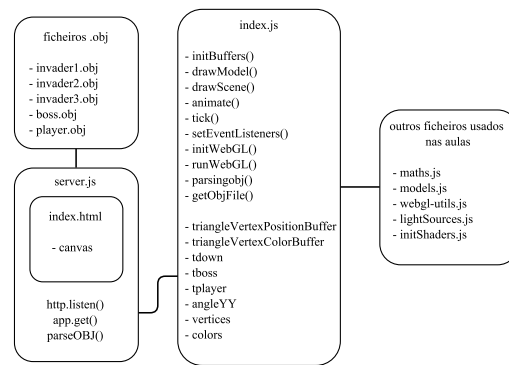 ficheiros .obj
- invader1.obj
- invader2.obj
- invader3.obj
- boss.obj
- player.obj
server.js
index.html
- canvas
http.listen()
app.get()
parseOBJ()
index.js
- initBuffers()
- drawModel()
- drawScene()
- animate()
- tick()
- setEventListeners()
- initWebGL()
- runWebGL()
- parsingobj()
- getObjFile()
- triangleVertexPositionBuffer
- triangleVertexColorBuffer
- tdown
- tboss
- tplayer
- angleYY
- vertices
- colors
outros ficheiros usados
nas aulas
- maths.js
- models.js
- webgl-utils.js
- lightSources.js
- initShaders.js